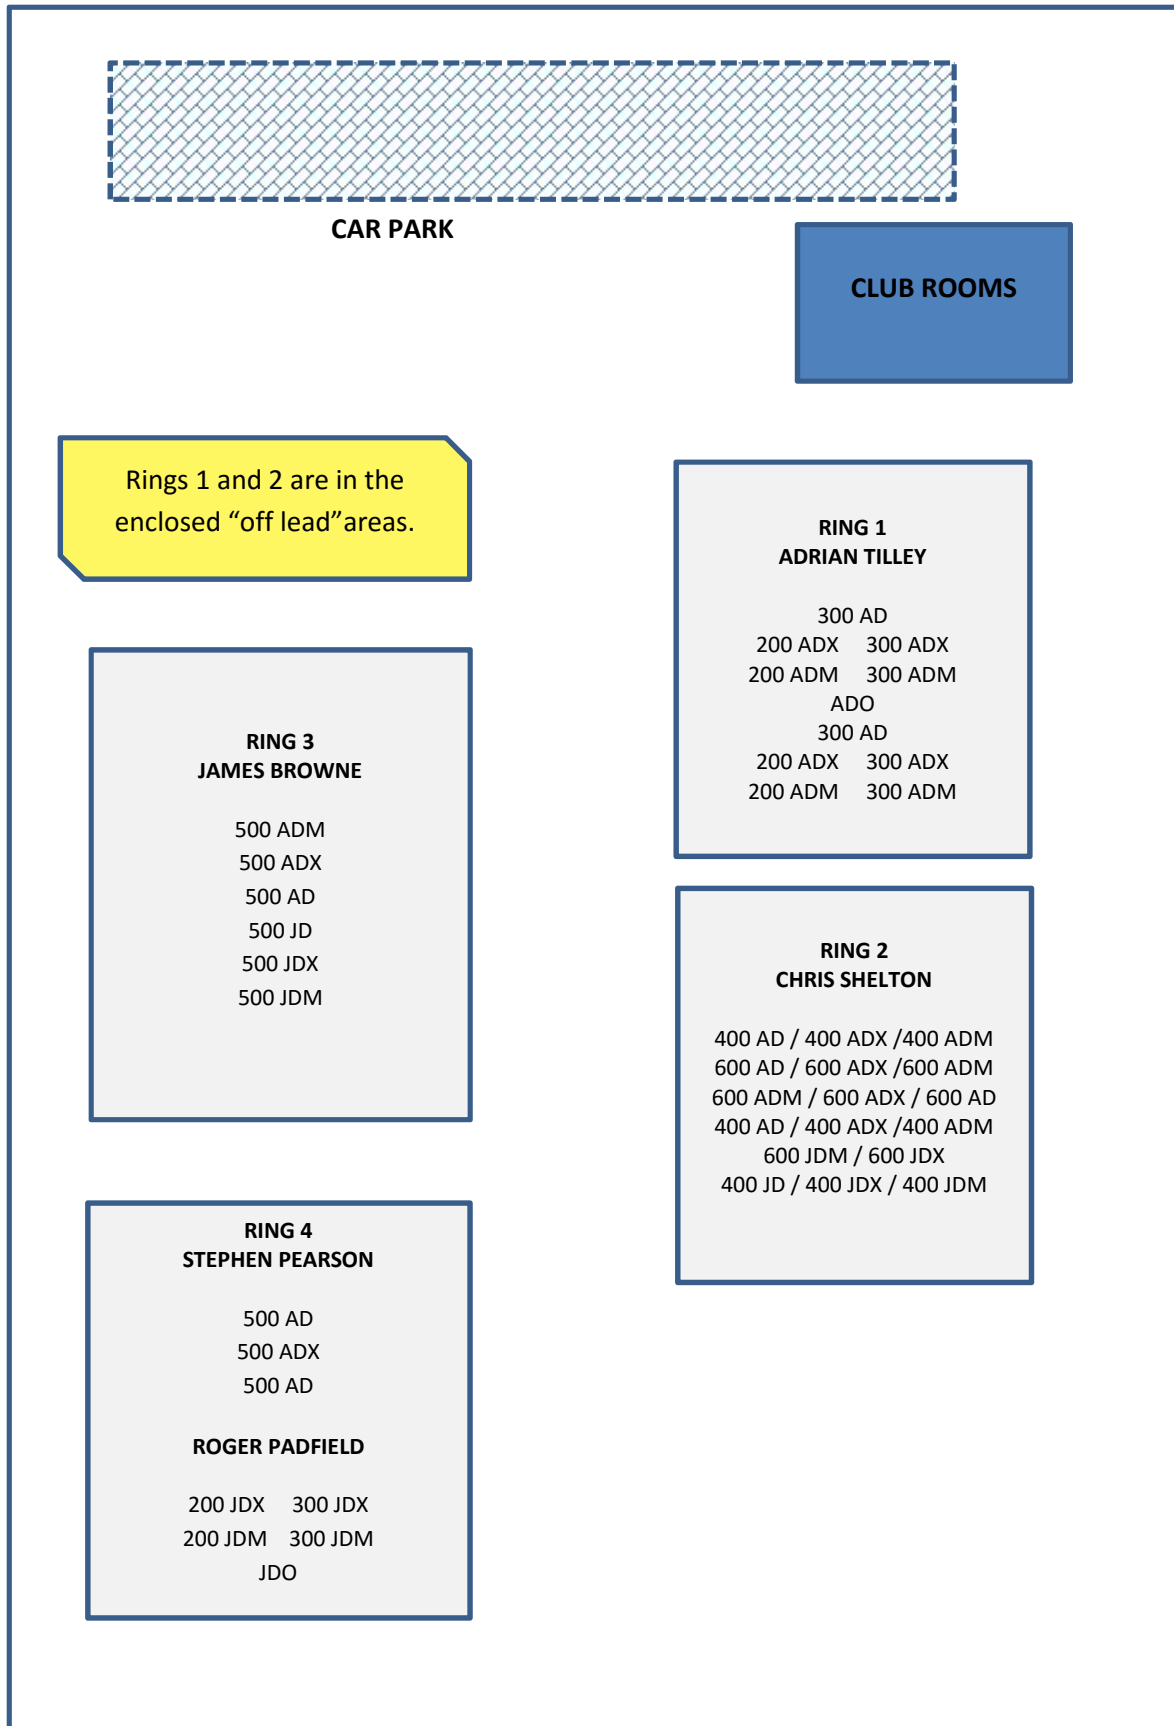 CAR PARK
CLUB ROOMS
Rings 1 and 2 are in the
enclosed “off lead”areas.
RING 1
ADRIAN TILLEY
300 AD
200 ADX 300 ADX
200 ADM 300 ADM
ADO
300 AD
200 ADX 300 ADX
200 ADM 300 ADM
RING 3
JAMES BROWNE
500 ADM
500 ADX
500 AD
500 JD
500 JDX
500 JDM
RING 2
CHRIS SHELTON
400 AD / 400 ADX /400 ADM
600 AD / 600 ADX /600 ADM
600 ADM / 600 ADX / 600 AD
400 AD / 400 ADX /400 ADM
600 JDM / 600 JDX
400 JD / 400 JDX / 400 JDM
RING 4
STEPHEN PEARSON
500 AD
500 ADX
500 AD
ROGER PADFIELD
200 JDX 300 JDX
200 JDM 300 JDM
JDO